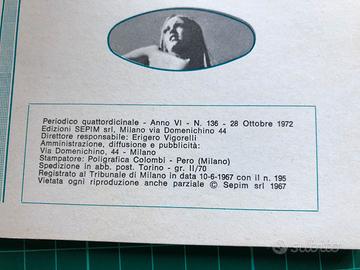 Periodico quattordicinale - Anno VI - N. 136 - 28 Ottobre 1972
Edizioni SEPIM srl, Milano via Domenichino 44
Direttore responsabile: Erigero Vigorelli
Amministrazione, diffusione e pubblicità:
Via Domenichino, 44 - Milano
Stampatore: Poligrafica Colombi - Pero (Milano)
Spedizione in abb. post. Torino - gr. II/70
Registrato al Tribunale di Milano in data 10-6-1967 con il n. 195
Vietata ogni riproduzione anche parziale © Sepim srl 1967
subito